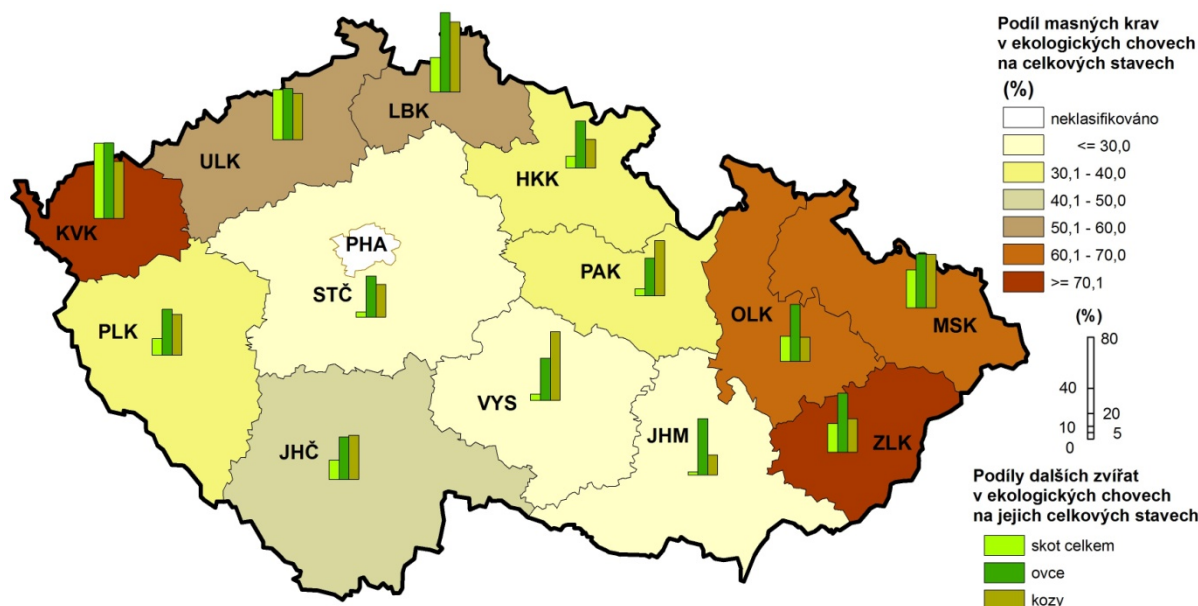 Podíl masných krav
v ekologických chovech
na celkových stavech
(%)
neklasifikováno
<= 30,0
30,1 - 40,0
40,1 - 50,0
50,1 - 60,0
60,1 - 70,0
>= 70,1
(%)
80
40
20
10
5
0
Podíly dalších zvířat
v ekologických chovech
na jejich celkových stavech
skot celkem
ovce
kozy
LBK
ULK
HKK
KVK
PHA
PAK
STČ
OLK
MSK
PLK
VYS
JHM
ZLK
JHČ